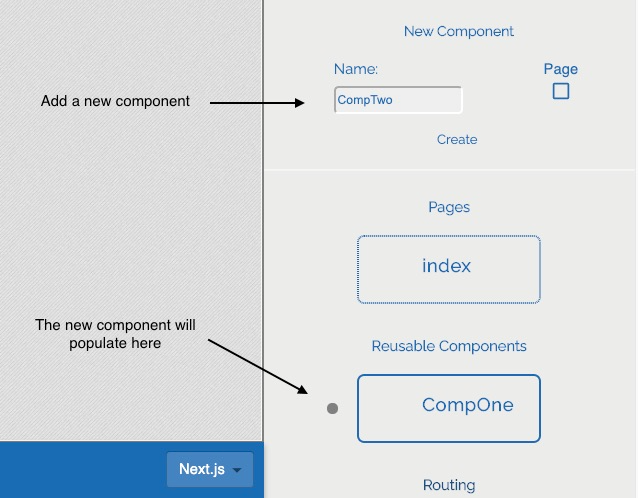 New Component
Name:
Page
Add a new component
CompTwo
Create
Pages
index
The new component will
populate here
Reusable Components
CompOne
Next.js
Routing